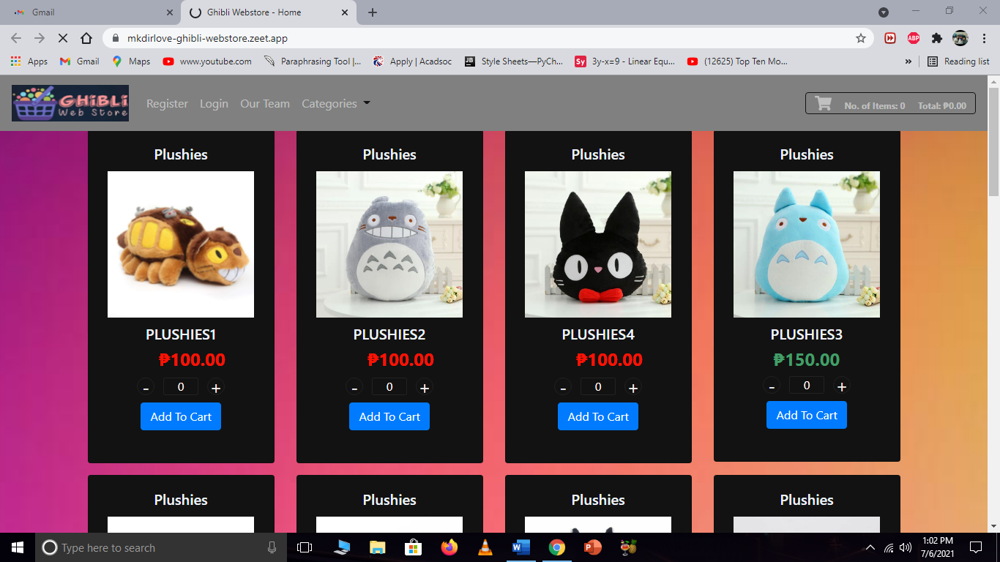 Gmail
Ghibli Webstore - Home
mkdirlove-ghibli-webstore.zeet.app
ABP
Apps
Gmail
Maps
www.youtube.com
Paraphrasing Tool |...
Apply | Acadsoc
JB
Style Sheets—PyCh...
Sy
3y-x=9 - Linear Equ...
(12625) Top Ten Mo...
»
Reading list
GHiBLi
Web Store
Register
Login
Our Team
Categories
No. of Items: 0
Total: ₱0.00
Plushies
Plushies
Plushies
Plushies
PLUSHIES1
PLUSHIES2
PLUSHIES4
PLUSHIES3
₱100.00
₱100.00
₱100.00
₱150.00
- 0 +
- 0 +
- 0 +
- 0 +
Add To Cart
Add To Cart
Add To Cart
Add To Cart
Plushies
Plushies
Plushies
Plushies
Type here to search
W
P
1:02 PM
7/6/2021